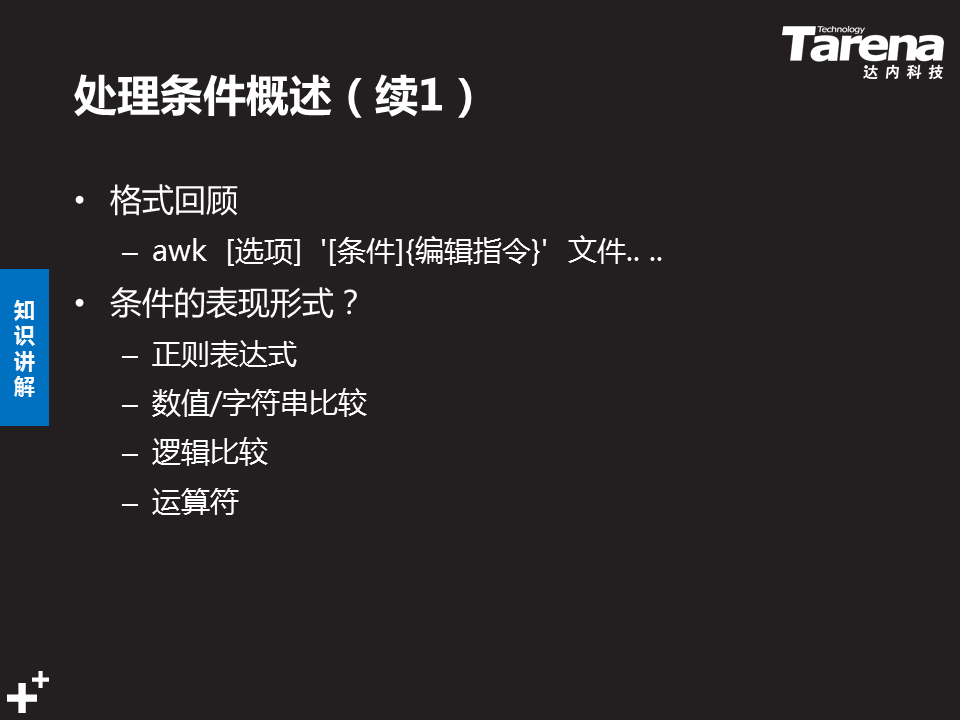 Technology
Tarena
达内科技
处理条件概述（续1）
• 格式回顾
– awk [选项] '[条件]{编辑指令}' 文件.. ..
• 条件的表现形式？
– 正则表达式
– 数值/字符串比较
– 逻辑比较
– 运算符
知
识
讲
解